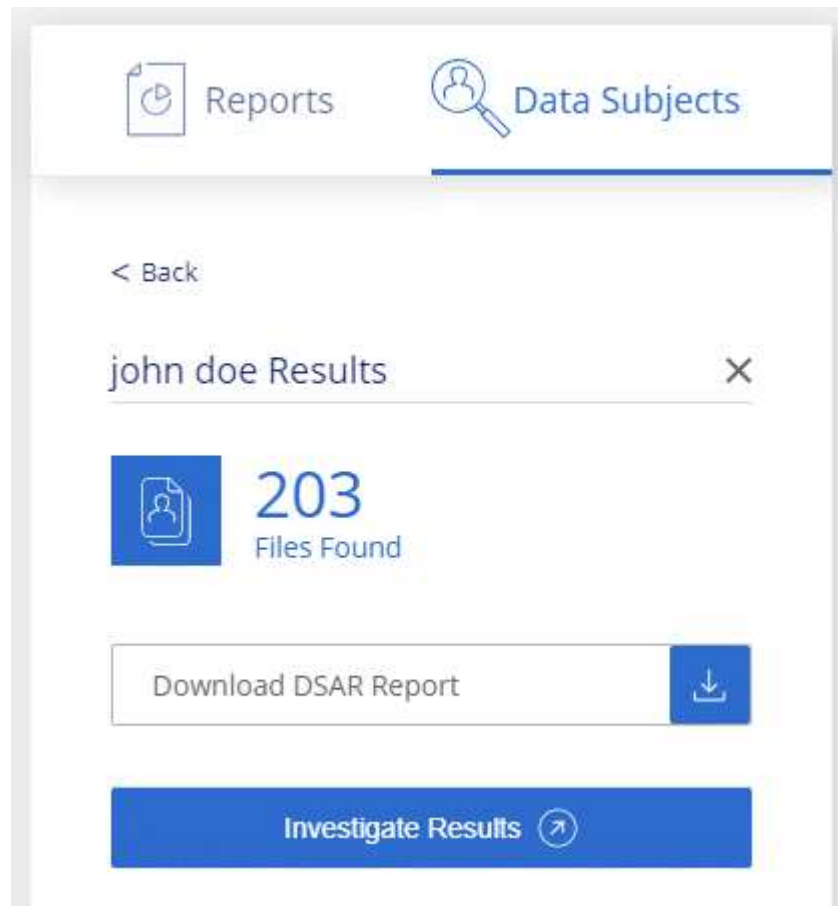 Reports
Data Subjects
< Back
john doe Results
203
Files Found
Download DSAR Report
Investigate Results